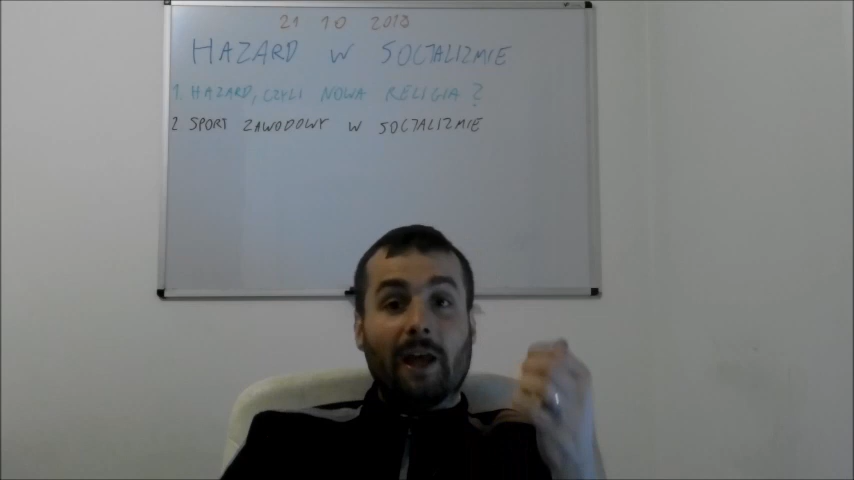 21 10 2013
HAZARD W SOCJALIZMIE
1. HAZARD, CZYLI NOWA RELIGIA?
2. SPORT ZAWODOWY W SOCJALIZMIE